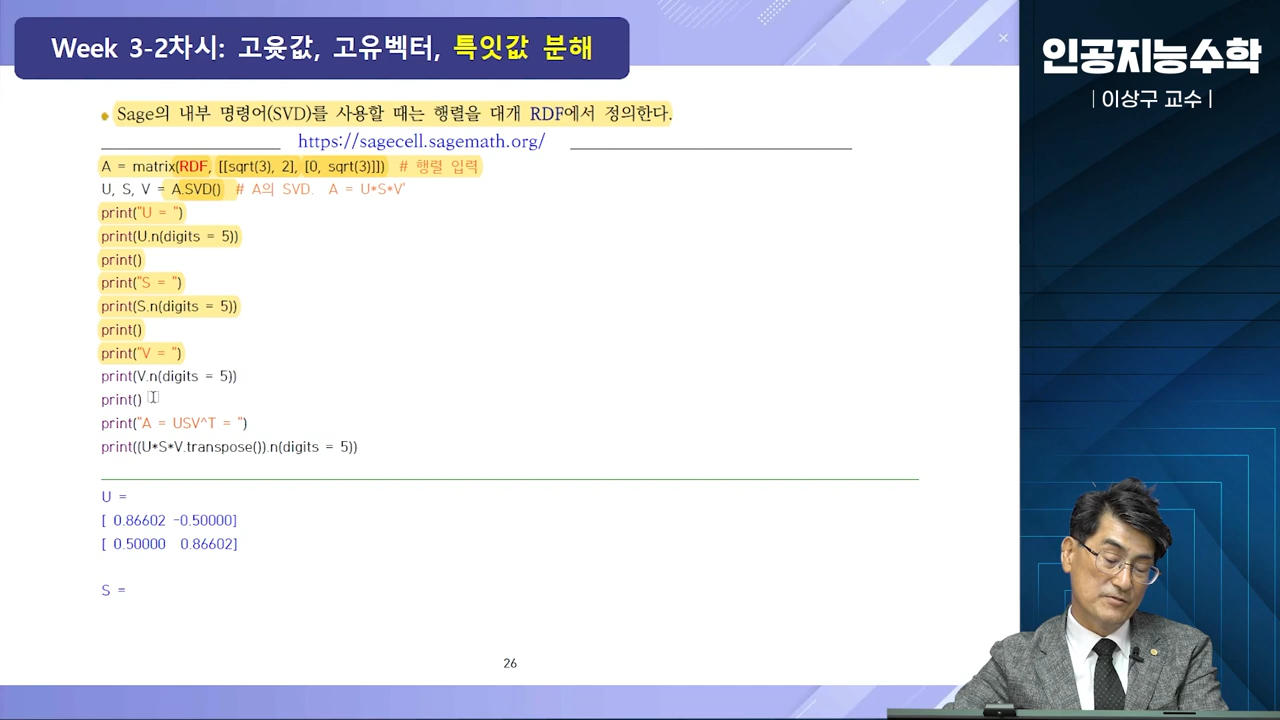 Week 3-2차시: 고윳값, 고유벡터, 특잇값 분해
인공지능수학
| 이상구 교수 |
• Sage의 내부 명령어(SVD)를 사용할 때는 행렬을 대개 RDF에서 정의한다.
https://sagecell.sagemath.org/
A = matrix(RDF, [[sqrt(3), 2], [0, sqrt(3)]]) # 행렬 입력
U, S, V = A.SVD() # A의 SVD. A = U*S*V'
print("U = ")
print(U.n(digits = 5))
print()
print("S = ")
print(S.n(digits = 5))
print()
print("V = ")
print(V.n(digits = 5))
print()
print("A = USV^T = ")
print((U*S*V.transpose()).n(digits = 5))
U =
[ 0.86602 -0.50000]
[ 0.50000 0.86602]
S =
26